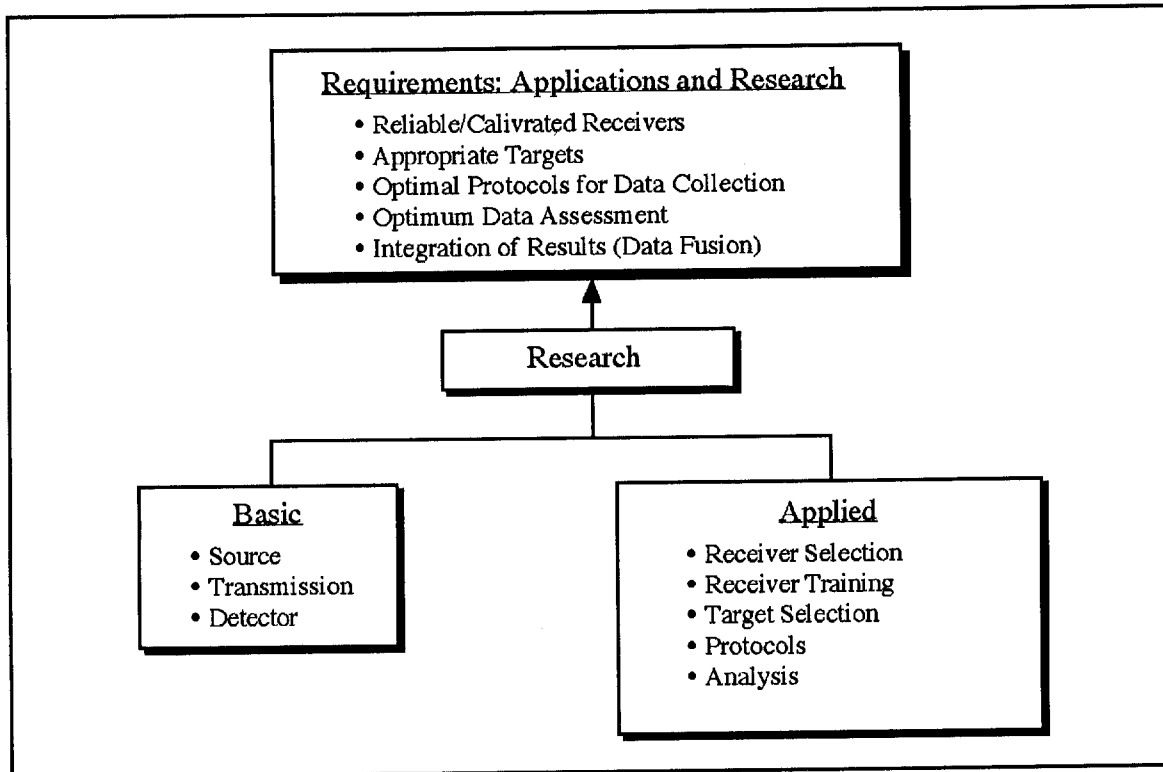 Requirements: Applications and Research
• Reliable/Calivrated Receivers
• Appropriate Targets
• Optimal Protocols for Data Collection
• Optimum Data Assessment
• Integration of Results (Data Fusion)
Research
Basic
• Source
• Transmission
• Detector
Applied
• Receiver Selection
• Receiver Training
• Target Selection
• Protocols
• Analysis